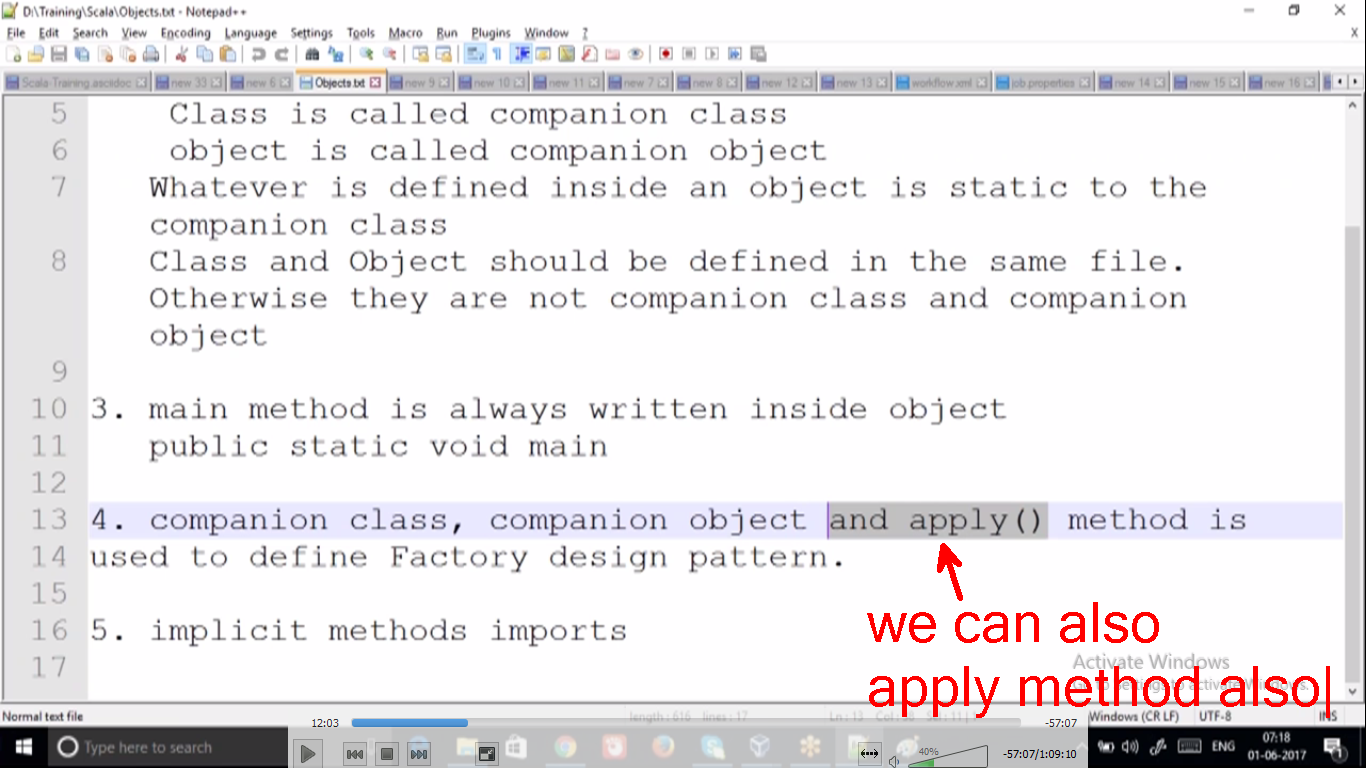 D:\Training\Scala\Objects.txt - Notepad++
File Edit Search View Encoding Language Settings Tools Macro Run Plugins Window ?
X
Scala-Training.asciidoc new 33 new 6 Objects.txt new 9 new 10 new 11 new 7 new 8 new 12 new 13 workflow.xml job.properties new 14 new 15 new 16
5 Class is called companion class
6 object is called companion object
7 Whatever is defined inside an object is static to the
companion class
8 Class and Object should be defined in the same file.
Otherwise they are not companion class and companion
object
9
10 3. main method is always written inside object
11 public static void main
12
13 4. companion class, companion object and apply() method is
14 used to define Factory design pattern.
15
16 5. implicit methods imports
17
we can also
apply method also
Activate Windows
Go to Settings to activate Windows.
Normal text file length : 616 lines : 17 Windows (CR LF) UTF-8 INS
12:03 -57:07
Type here to search
40% -57:07/1:09:10
ENG 07:18
01-06-2017